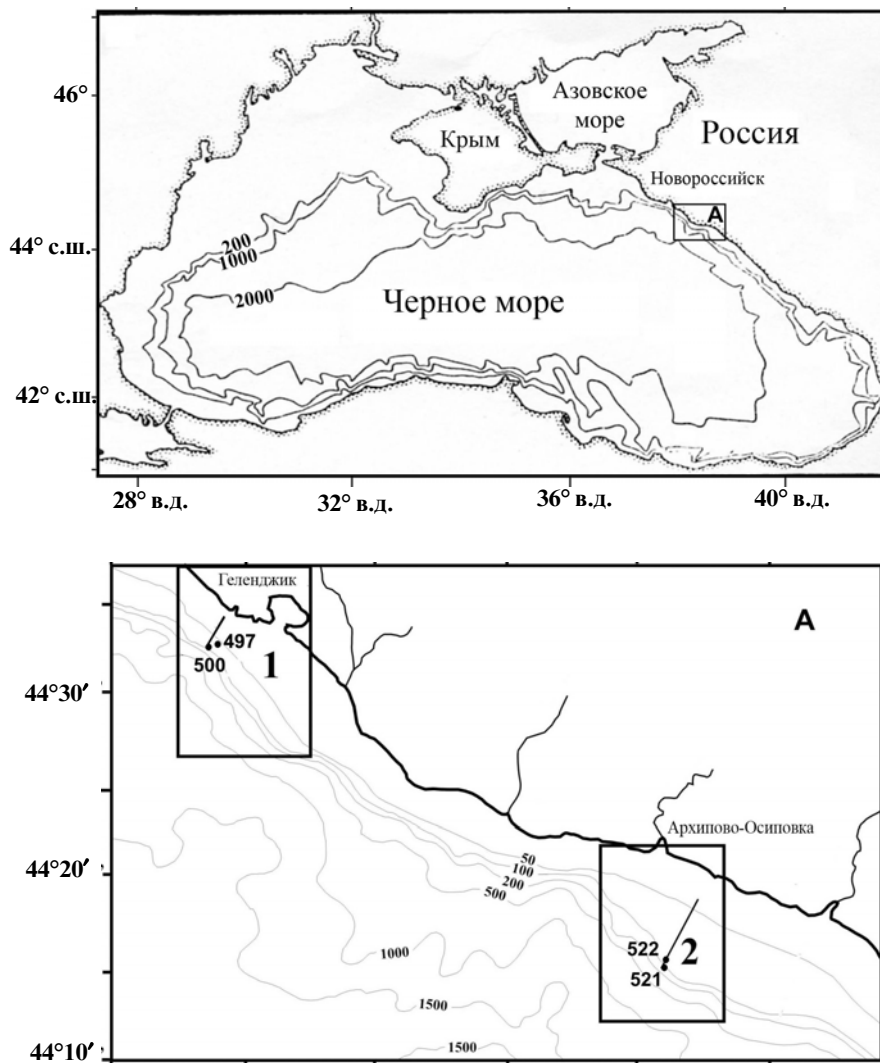 46°
Азовское
море
Крым
Россия
Новороссийск
А
44° с.ш.
200
1000
2000
Черное море
42° с.ш.
28° в.д.
32° в.д.
36° в.д.
40° в.д.
Геленджик
А
497
500
1
44°30′
Архипово-Осиповка
50
100
200
500
44°20′
522
2
521
1000
1500
1500
44°10′